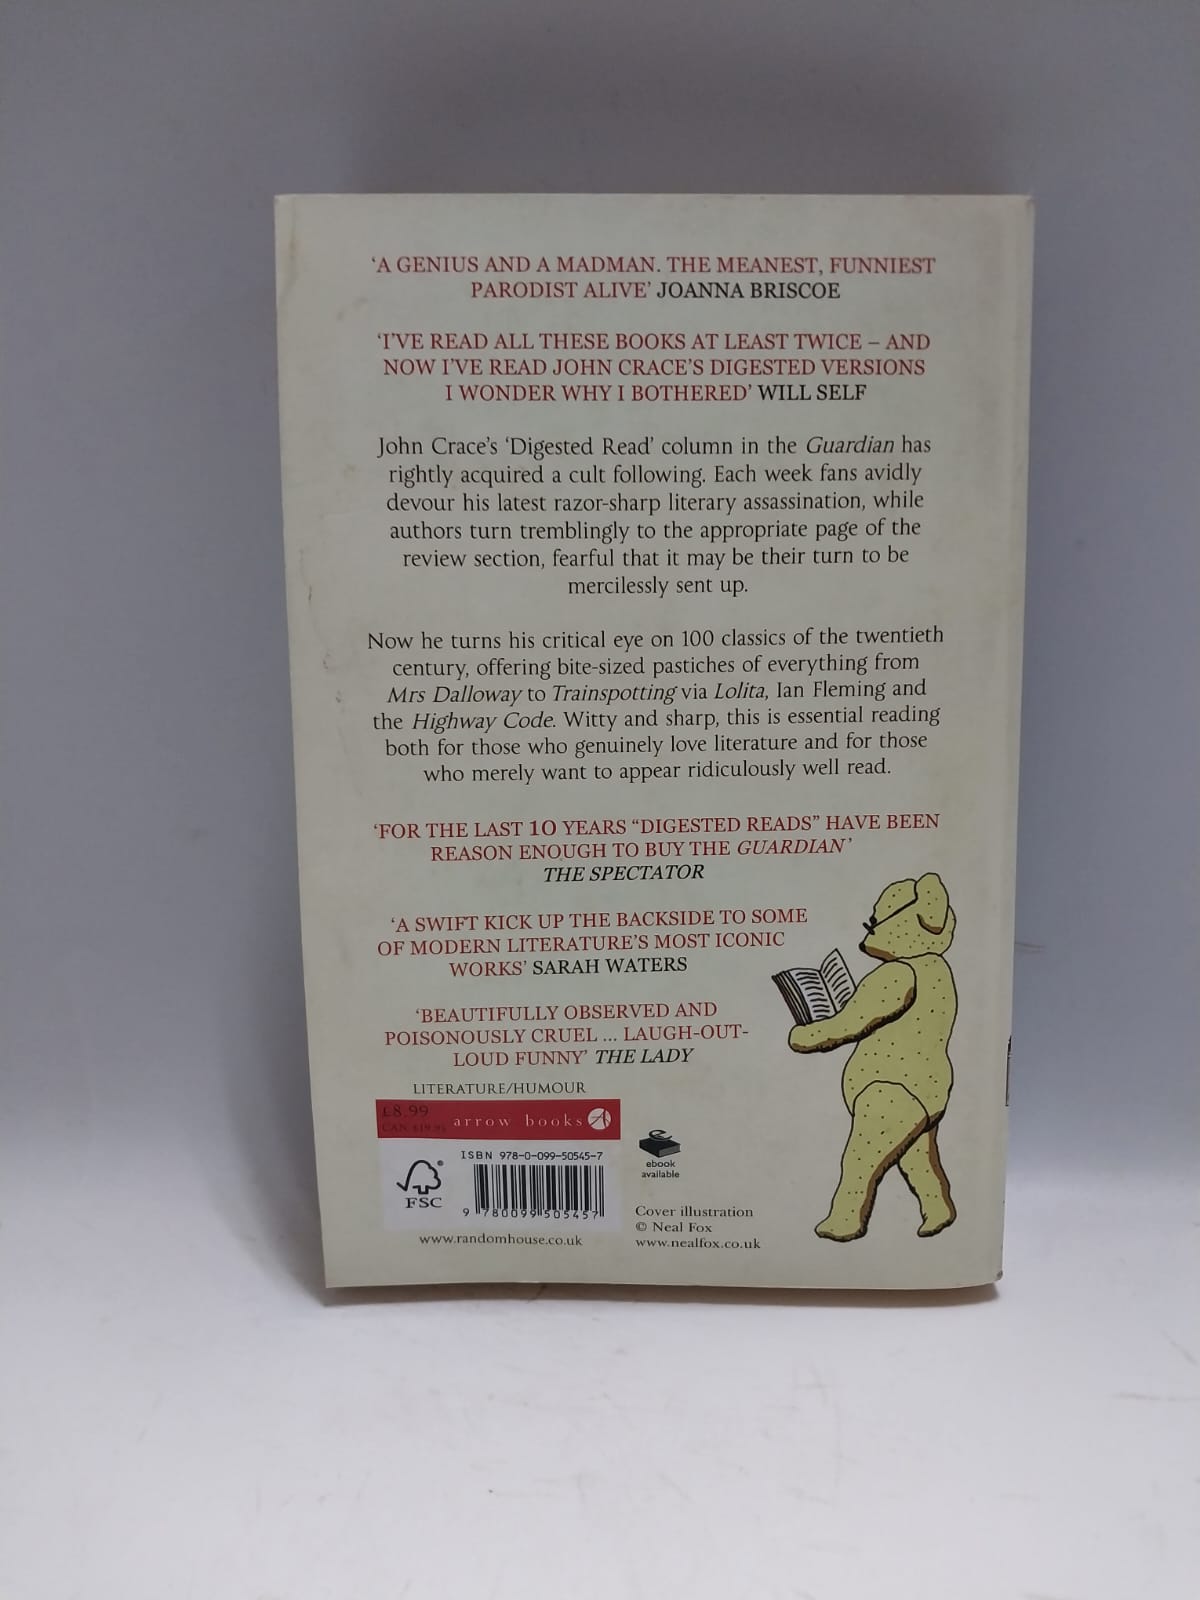 ‘A GENIUS AND A MADMAN. THE MEANEST, FUNNIEST
PARODIST ALIVE’ JOANNA BRISCOE
‘I’VE READ ALL THESE BOOKS AT LEAST TWICE – AND
NOW I’VE READ JOHN CRACE’S DIGESTED VERSIONS
I WONDER WHY I BOTHERED’ WILL SELF
John Crace’s ‘Digested Read’ column in the Guardian has
rightly acquired a cult following. Each week fans avidly
devour his latest razor-sharp literary assassination, while
authors turn tremblingly to the appropriate page of the
review section, fearful that it may be their turn to be
mercilessly sent up.
Now he turns his critical eye on 100 classics of the twentieth
century, offering bite-sized pastiches of everything from
Mrs Dalloway to Trainspotting via Lolita, Ian Fleming and
the Highway Code. Witty and sharp, this is essential reading
both for those who genuinely love literature and for those
who merely want to appear ridiculously well read.
‘FOR THE LAST 10 YEARS “DIGESTED READS” HAVE BEEN
REASON ENOUGH TO BUY THE GUARDIAN’
THE SPECTATOR
‘A SWIFT KICK UP THE BACKSIDE TO SOME
OF MODERN LITERATURE’S MOST ICONIC
WORKS’ SARAH WATERS
‘BEAUTIFULLY OBSERVED AND
POISONOUSLY CRUEL ... LAUGH-OUT-
LOUD FUNNY’ THE LADY
LITERATURE/HUMOUR
£8.99
CAN $19.95
arrow books
ISBN 978-0-099-50545-7
FSC
9 780099 505457
www.randomhouse.co.uk
ebook
available
Cover illustration
© Neal Fox
www.nealfox.co.uk